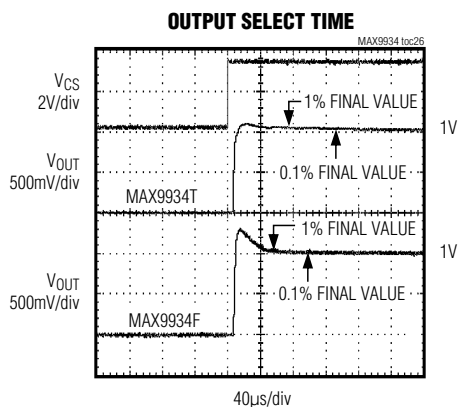 OUTPUT SELECT TIME
MAX9934 toc26
VCS
2V/div
1% FINAL VALUE
1V
VOUT
500mV/div
0.1% FINAL VALUE
MAX9934T
1% FINAL VALUE
1V
VOUT
500mV/div
0.1% FINAL VALUE
MAX9934F
40µs/div